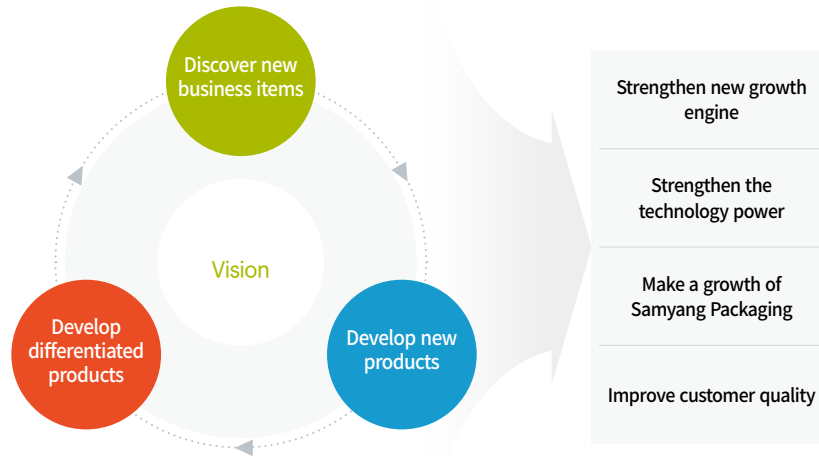 Discover new
business items
Vision
Develop
differentiated
products
Develop new
products
Strengthen new growth
engine
Strengthen the
technology power
Make a growth of
Samyang Packaging
Improve customer quality